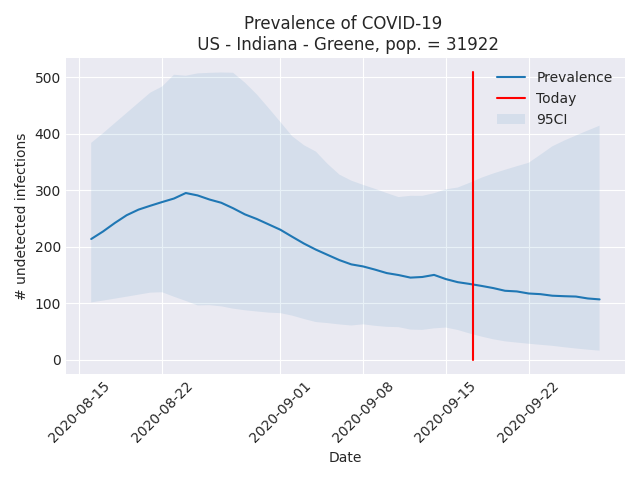 Prevalence of COVID-19
US - Indiana - Greene, pop. = 31922
500
400
300
200
100
0
# undetected infections
Prevalence
Today
95CI
2020-08-15
2020-08-22
2020-09-01
2020-09-08
2020-09-15
2020-09-22
Date